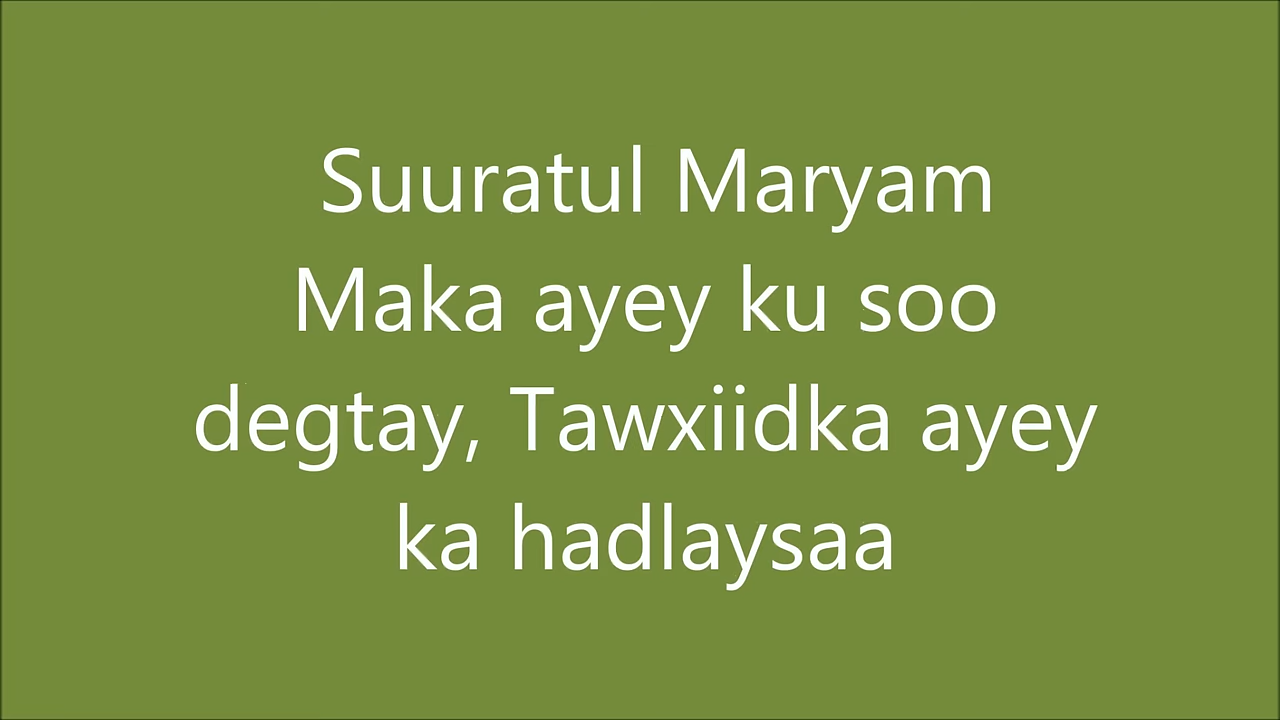 Suuratul Maryam
Maka ayey ku soo
degtay, Tawxiidka ayey
ka hadlaysaa